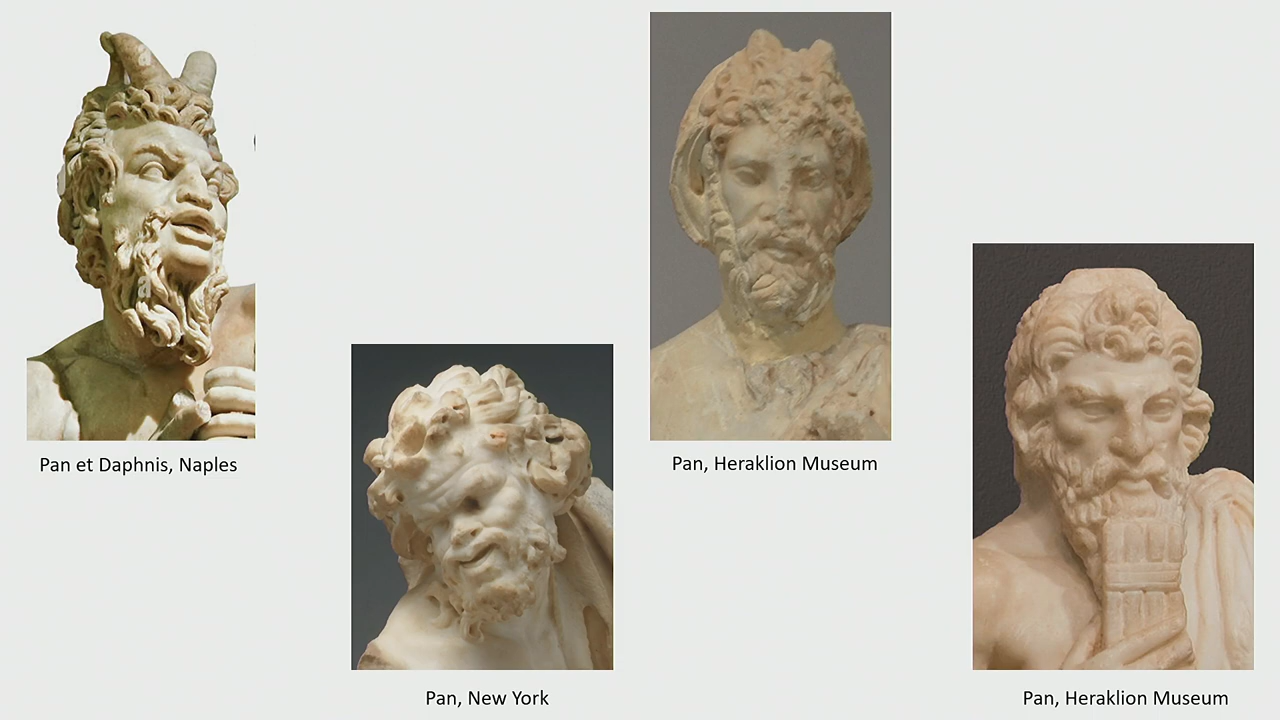 Pan et Daphnis, Naples
Pan, New York
Pan, Heraklion Museum
Pan, Heraklion Museum